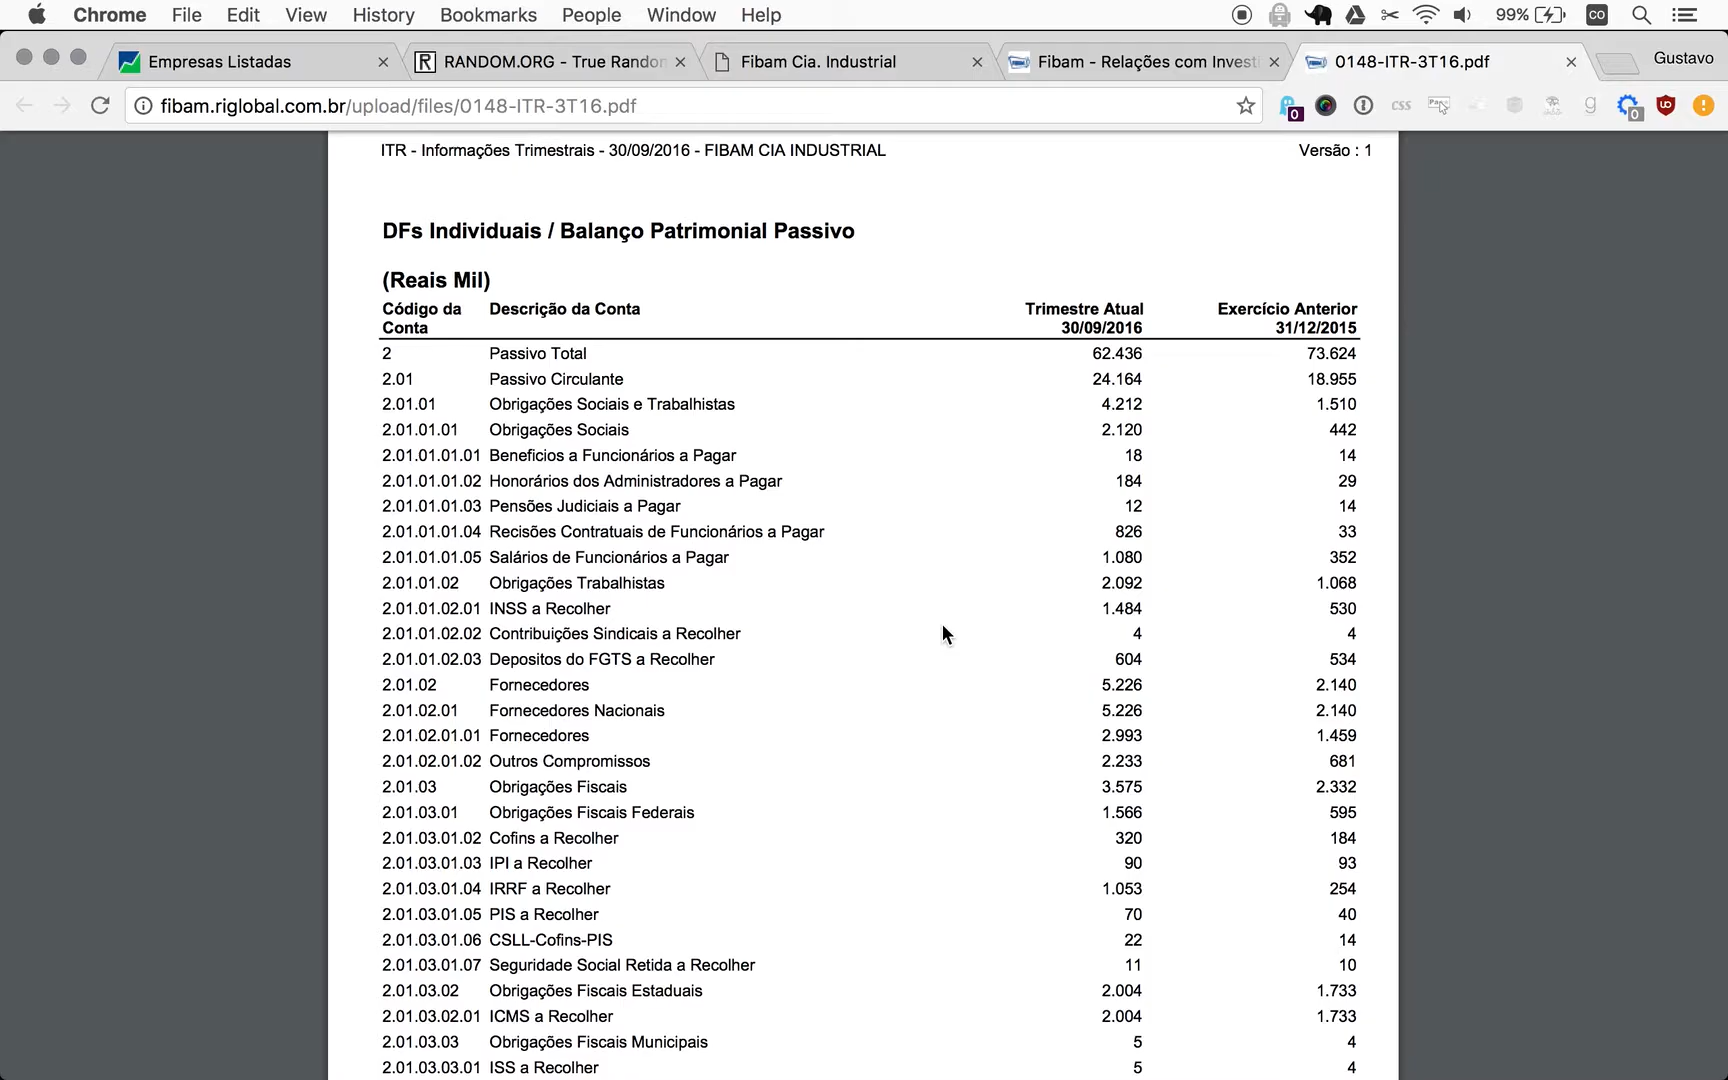 Chrome File Edit View History Bookmarks People Window Help 99% CO
Empresas Listadas RANDOM.ORG - True Random Fibam Cia. Industrial Fibam - Relações com Investi 0148-ITR-3T16.pdf Gustavo
fibam.riglobal.com.br/upload/files/0148-ITR-3T16.pdf 0 CSS g 0
ITR - Informações Trimestrais - 30/09/2016 - FIBAM CIA INDUSTRIAL Versão : 1
DFs Individuais / Balanço Patrimonial Passivo
(Reais Mil)
Código da Descrição da Conta Trimestre Atual Exercício Anterior
Conta 30/09/2016 31/12/2015
2 Passivo Total 62.436 73.624
2.01 Passivo Circulante 24.164 18.955
2.01.01 Obrigações Sociais e Trabalhistas 4.212 1.510
2.01.01.01 Obrigações Sociais 2.120 442
2.01.01.01.01 Beneficios a Funcionários a Pagar 18 14
2.01.01.01.02 Honorários dos Administradores a Pagar 184 29
2.01.01.01.03 Pensões Judiciais a Pagar 12 14
2.01.01.01.04 Recisões Contratuais de Funcionários a Pagar 826 33
2.01.01.01.05 Salários de Funcionários a Pagar 1.080 352
2.01.01.02 Obrigações Trabalhistas 2.092 1.068
2.01.01.02.01 INSS a Recolher 1.484 530
2.01.01.02.02 Contribuições Sindicais a Recolher 4 4
2.01.01.02.03 Depositos do FGTS a Recolher 604 534
2.01.02 Fornecedores 5.226 2.140
2.01.02.01 Fornecedores Nacionais 5.226 2.140
2.01.02.01.01 Fornecedores 2.993 1.459
2.01.02.01.02 Outros Compromissos 2.233 681
2.01.03 Obrigações Fiscais 3.575 2.332
2.01.03.01 Obrigações Fiscais Federais 1.566 595
2.01.03.01.02 Cofins a Recolher 320 184
2.01.03.01.03 IPI a Recolher 90 93
2.01.03.01.04 IRRF a Recolher 1.053 254
2.01.03.01.05 PIS a Recolher 70 40
2.01.03.01.06 CSLL-Cofins-PIS 22 14
2.01.03.01.07 Seguridade Social Retida a Recolher 11 10
2.01.03.02 Obrigações Fiscais Estaduais 2.004 1.733
2.01.03.02.01 ICMS a Recolher 2.004 1.733
2.01.03.03 Obrigações Fiscais Municipais 5 4
2.01.03.03.01 ISS a Recolher 5 4